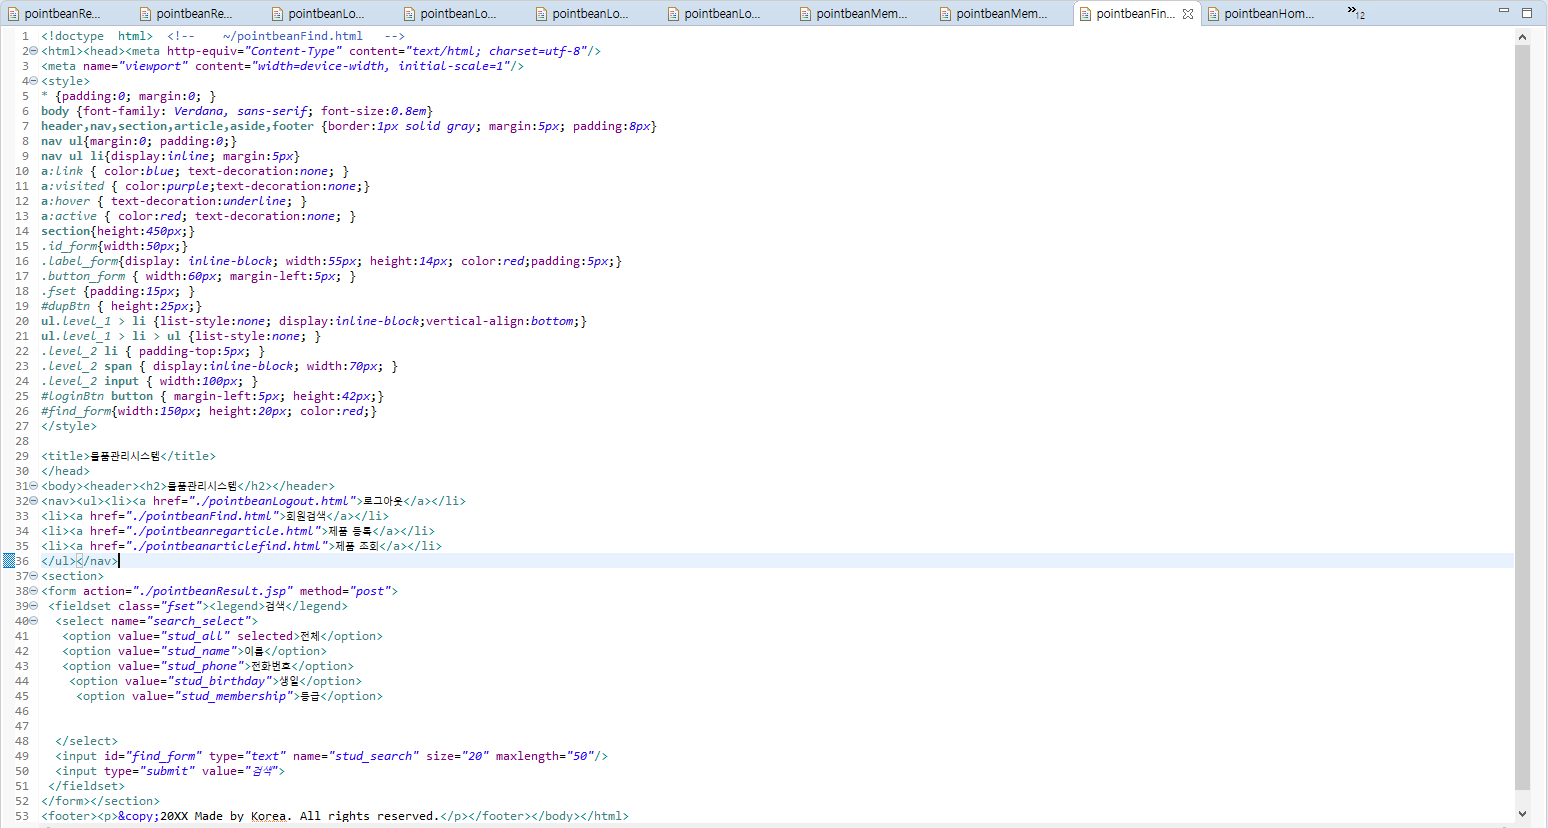 pointbeanRe... pointbeanRe... pointbeanLo... pointbeanLo... pointbeanLo... pointbeanLo... pointbeanMem... pointbeanMem... pointbeanFin... pointbeanHom... »12
1 <!doctype html> <!-- ~/pointbeanFind.html -->
2 <html><head><meta http-equiv="Content-Type" content="text/html; charset=utf-8"/>
3 <meta name="viewport" content="width=device-width, initial-scale=1"/>
4 <style>
5 * {padding:0; margin:0; }
6 body {font-family: Verdana, sans-serif; font-size:0.8em}
7 header,nav,section,article,aside,footer {border:1px solid gray; margin:5px; padding:8px}
8 nav ul{margin:0; padding:0;}
9 nav ul li{display:inline; margin:5px}
10 a:link { color:blue; text-decoration:none; }
11 a:visited { color:purple;text-decoration:none;}
12 a:hover { text-decoration:underline; }
13 a:active { color:red; text-decoration:none; }
14 section{height:450px;}
15 .id_form{width:50px;}
16 .label_form{display: inline-block; width:55px; height:14px; color:red;padding:5px;}
17 .button_form { width:60px; margin-left:5px; }
18 .fset {padding:15px; }
19 #dupBtn { height:25px;}
20 ul.level_1 > li {list-style:none; display:inline-block;vertical-align:bottom;}
21 ul.level_1 > li > ul {list-style:none; }
22 .level_2 li { padding-top:5px; }
23 .level_2 span { display:inline-block; width:70px; }
24 .level_2 input { width:100px; }
25 #loginBtn button { margin-left:5px; height:42px;}
26 #find_form{width:150px; height:20px; color:red;}
27 </style>
28
29 <title>물품관리시스템</title>
30 </head>
31 <body><header><h2>물품관리시스템</h2></header>
32 <nav><ul><li><a href="./pointbeanLogout.html">로그아웃</a></li>
33 <li><a href="./pointbeanFind.html">회원검색</a></li>
34 <li><a href="./pointbeanregarticle.html">제품 등록</a></li>
35 <li><a href="./pointbeanarticlefind.html">제품 조회</a></li>
36 </ul></nav>
37 <section>
38 <form action="./pointbeanResult.jsp" method="post">
39 <fieldset class="fset"><legend>검색</legend>
40 <select name="search_select">
41 <option value="stud_all" selected>전체</option>
42 <option value="stud_name">이름</option>
43 <option value="stud_phone">전화번호</option>
44 <option value="stud_birthday">생일</option>
45 <option value="stud_membership">등급</option>
46
47
48 </select>
49 <input id="find_form" type="text" name="stud_search" size="20" maxlength="50"/>
50 <input type="submit" value="검색">
51 </fieldset>
52 </form></section>
53 <footer><p>&copy;20XX Made by Korea. All rights reserved.</p></footer></body></html>